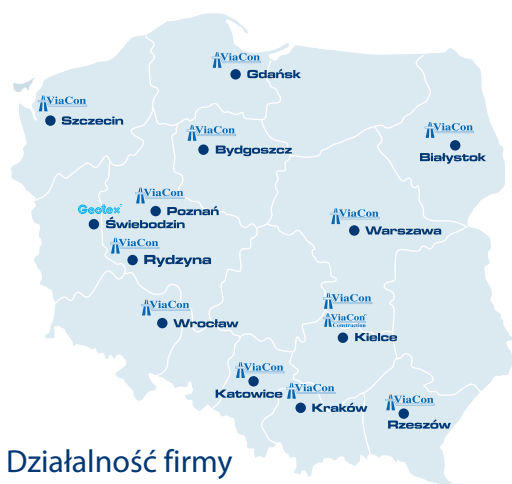 ViaCon
Gdańsk
ViaCon
Szczecin
ViaCon
Bydgoszcz
ViaCon
Białystok
ViaCon
Poznań
Geotex
Świebodzin
ViaCon
Warszawa
ViaCon
Rydzyna
ViaCon
Wrocław
ViaCon
ViaCon
Construction
Kielce
ViaCon
Katowice
ViaCon
Kraków
ViaCon
Rzeszów
Działalność firmy